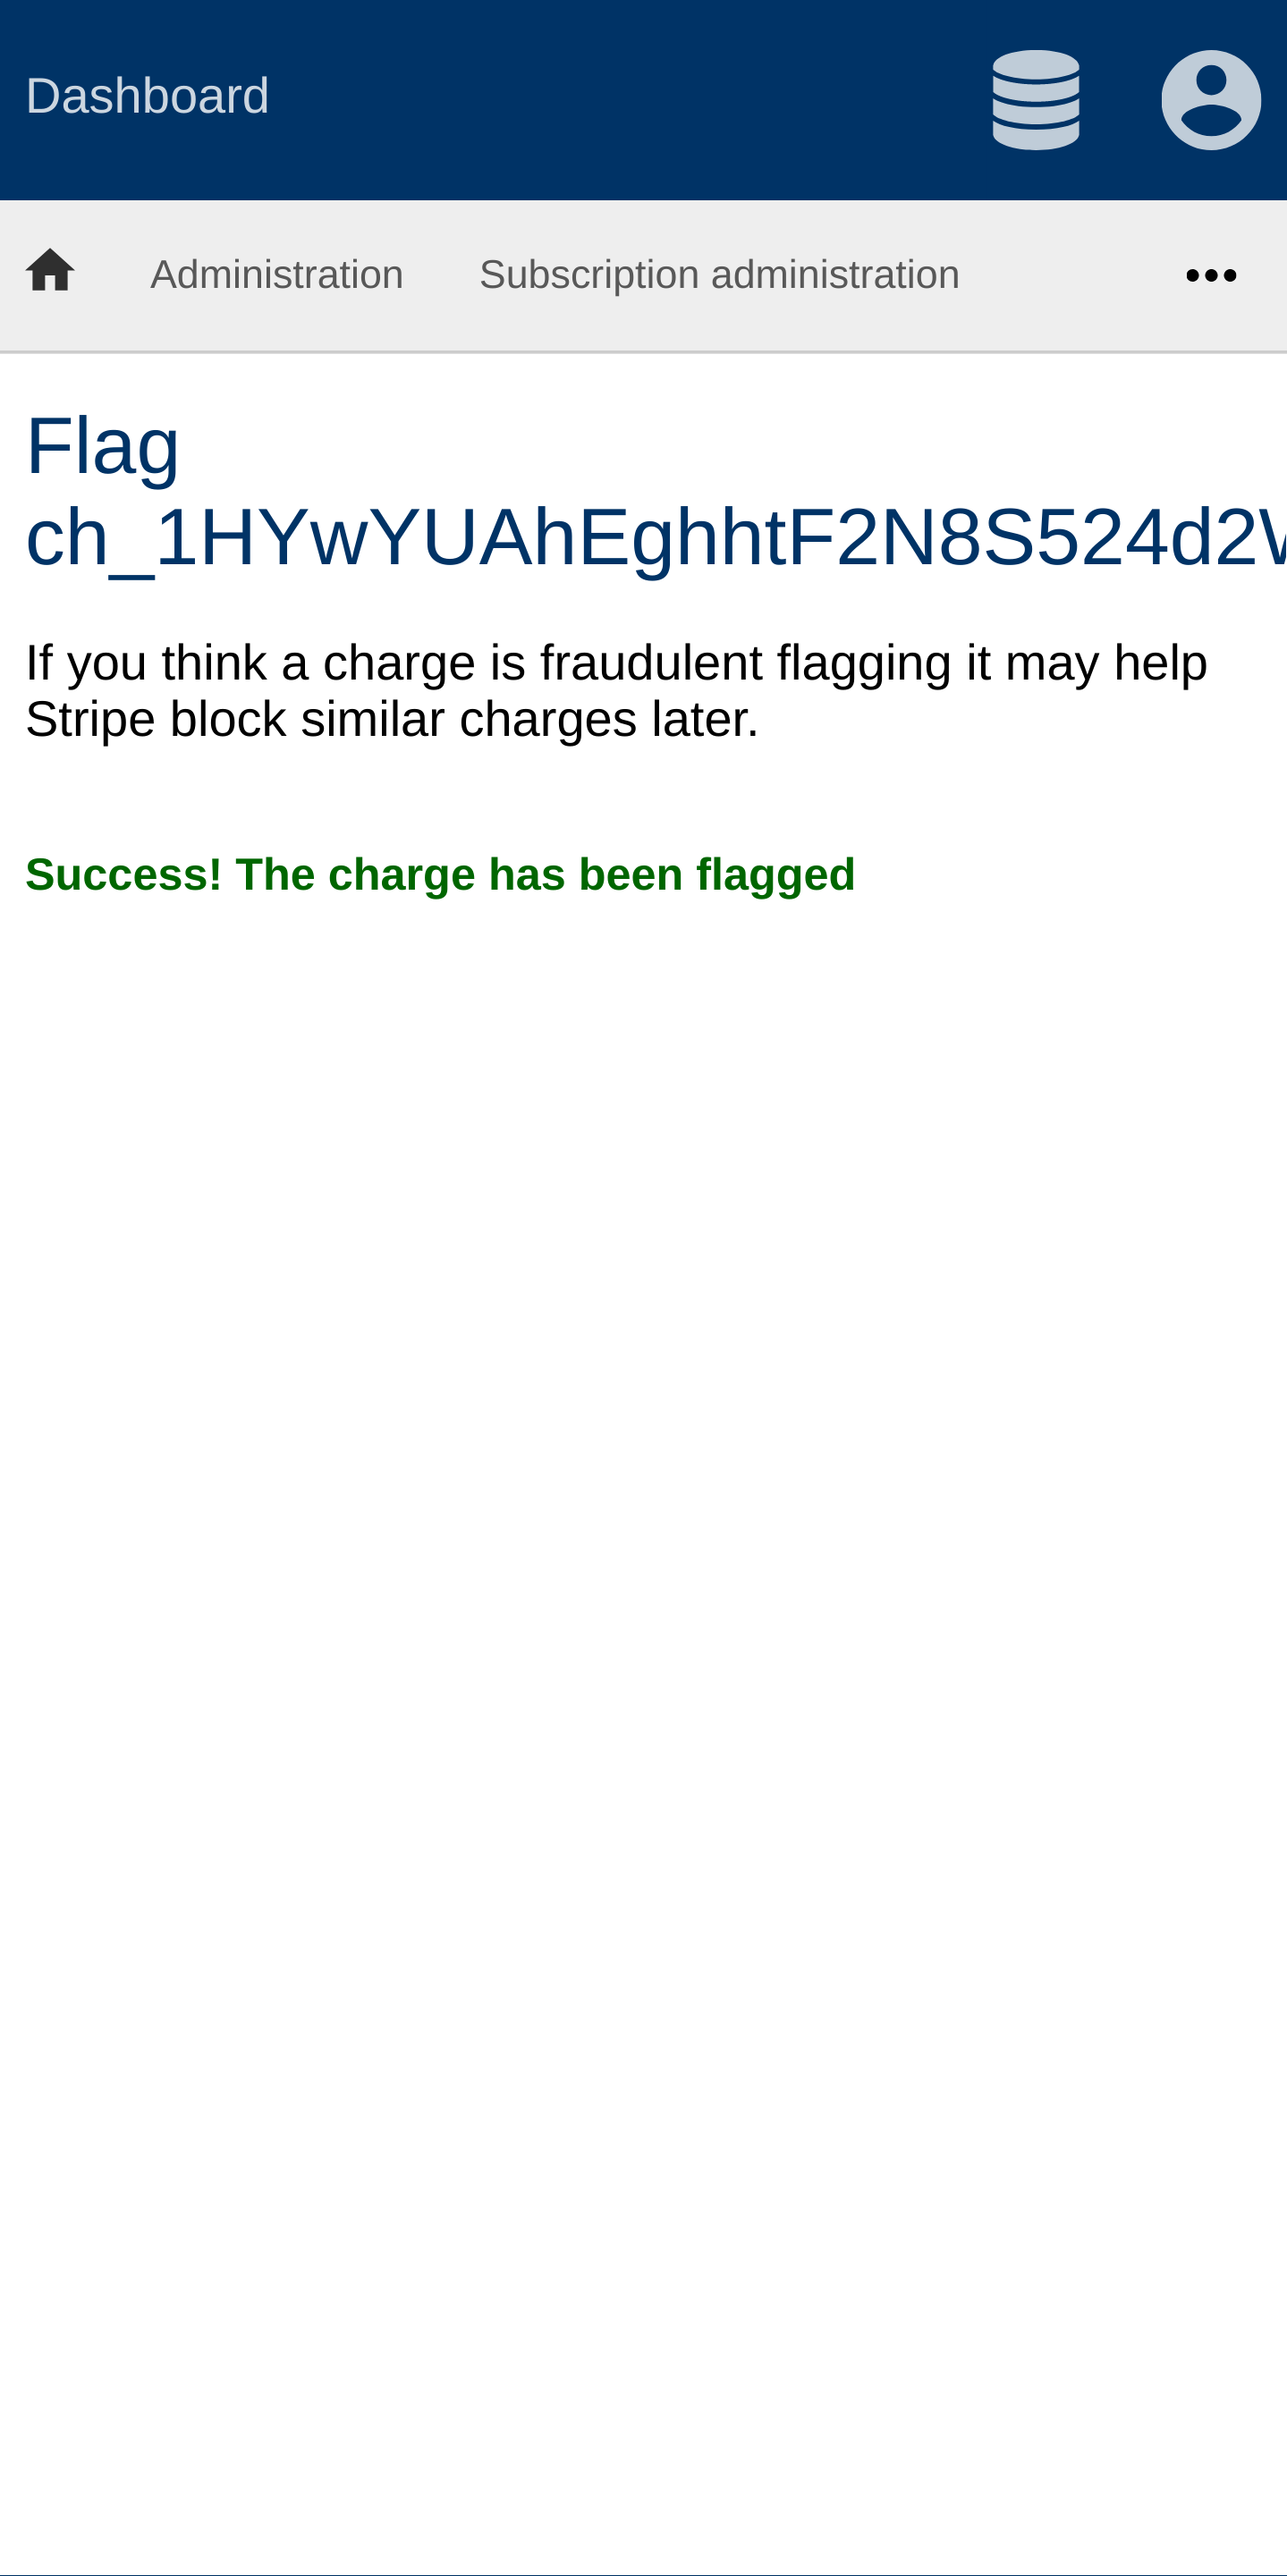 Dashboard
Administration Subscription administration
Flag
ch_1HYwYUAhEghhtF2N8S524d2
If you think a charge is fraudulent flagging it may help
Stripe block similar charges later.
Success! The charge has been flagged